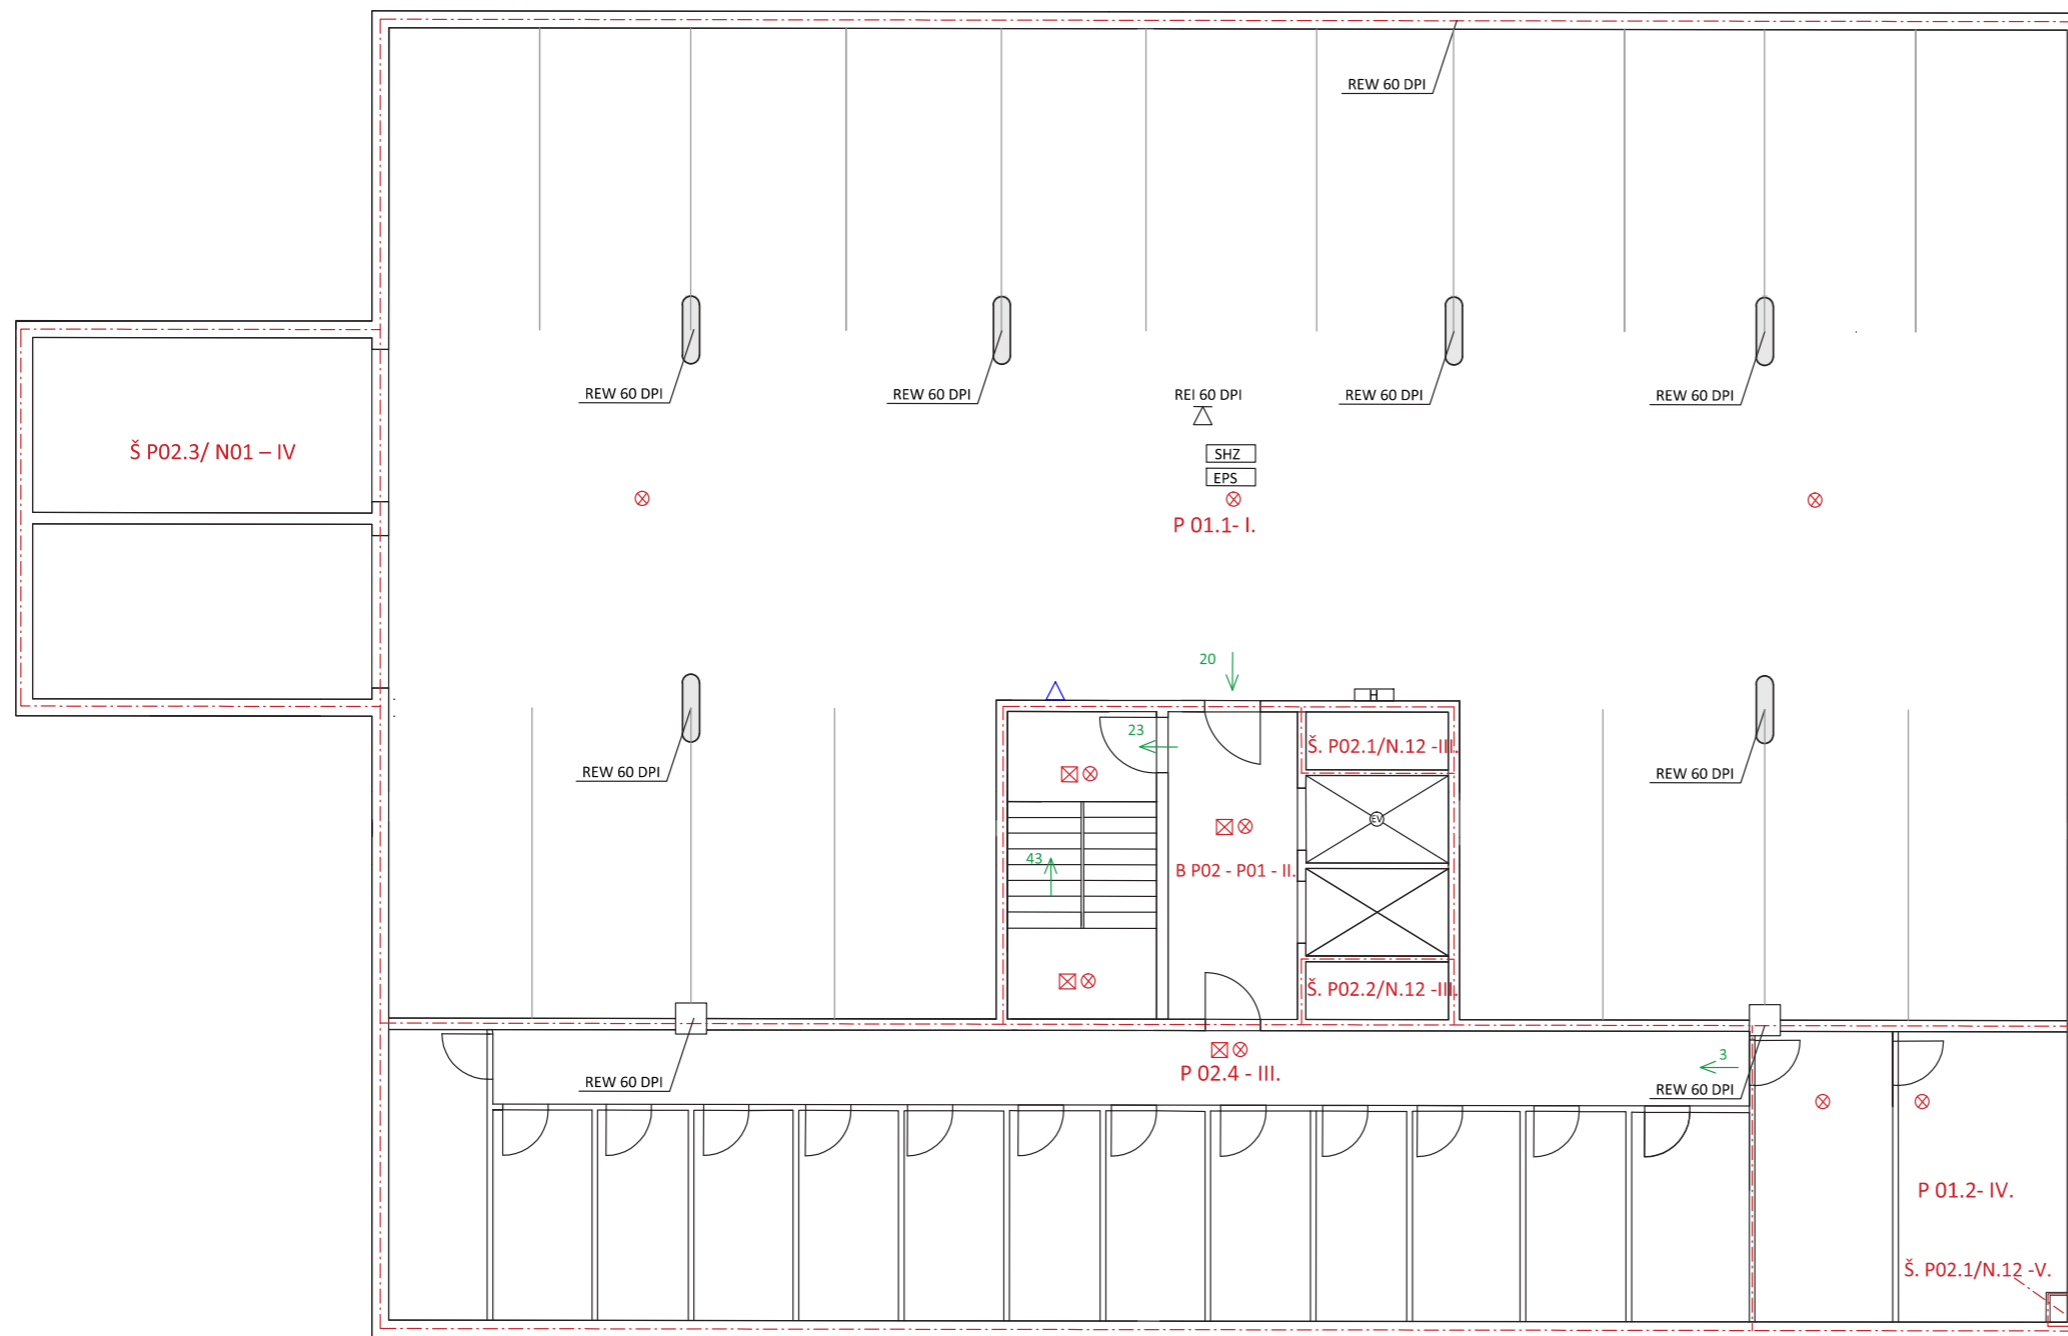 REW 60 DPI
REW 60 DPI
REW 60 DPI
REI 60 DPI
REW 60 DPI
REW 60 DPI
Š P02.3/ N01 – IV
SHZ
EPS
P 01.1- I.
20
H
23
Š. P02.1/N.12 -III.
REW 60 DPI
REW 60 DPI
EV
43
B P02 - P01 - II.
Š. P02.2/N.12 -III.
3
P 02.4 - III.
REW 60 DPI
REW 60 DPI
P 01.2- IV.
Š. P02.1/N.12 -V.